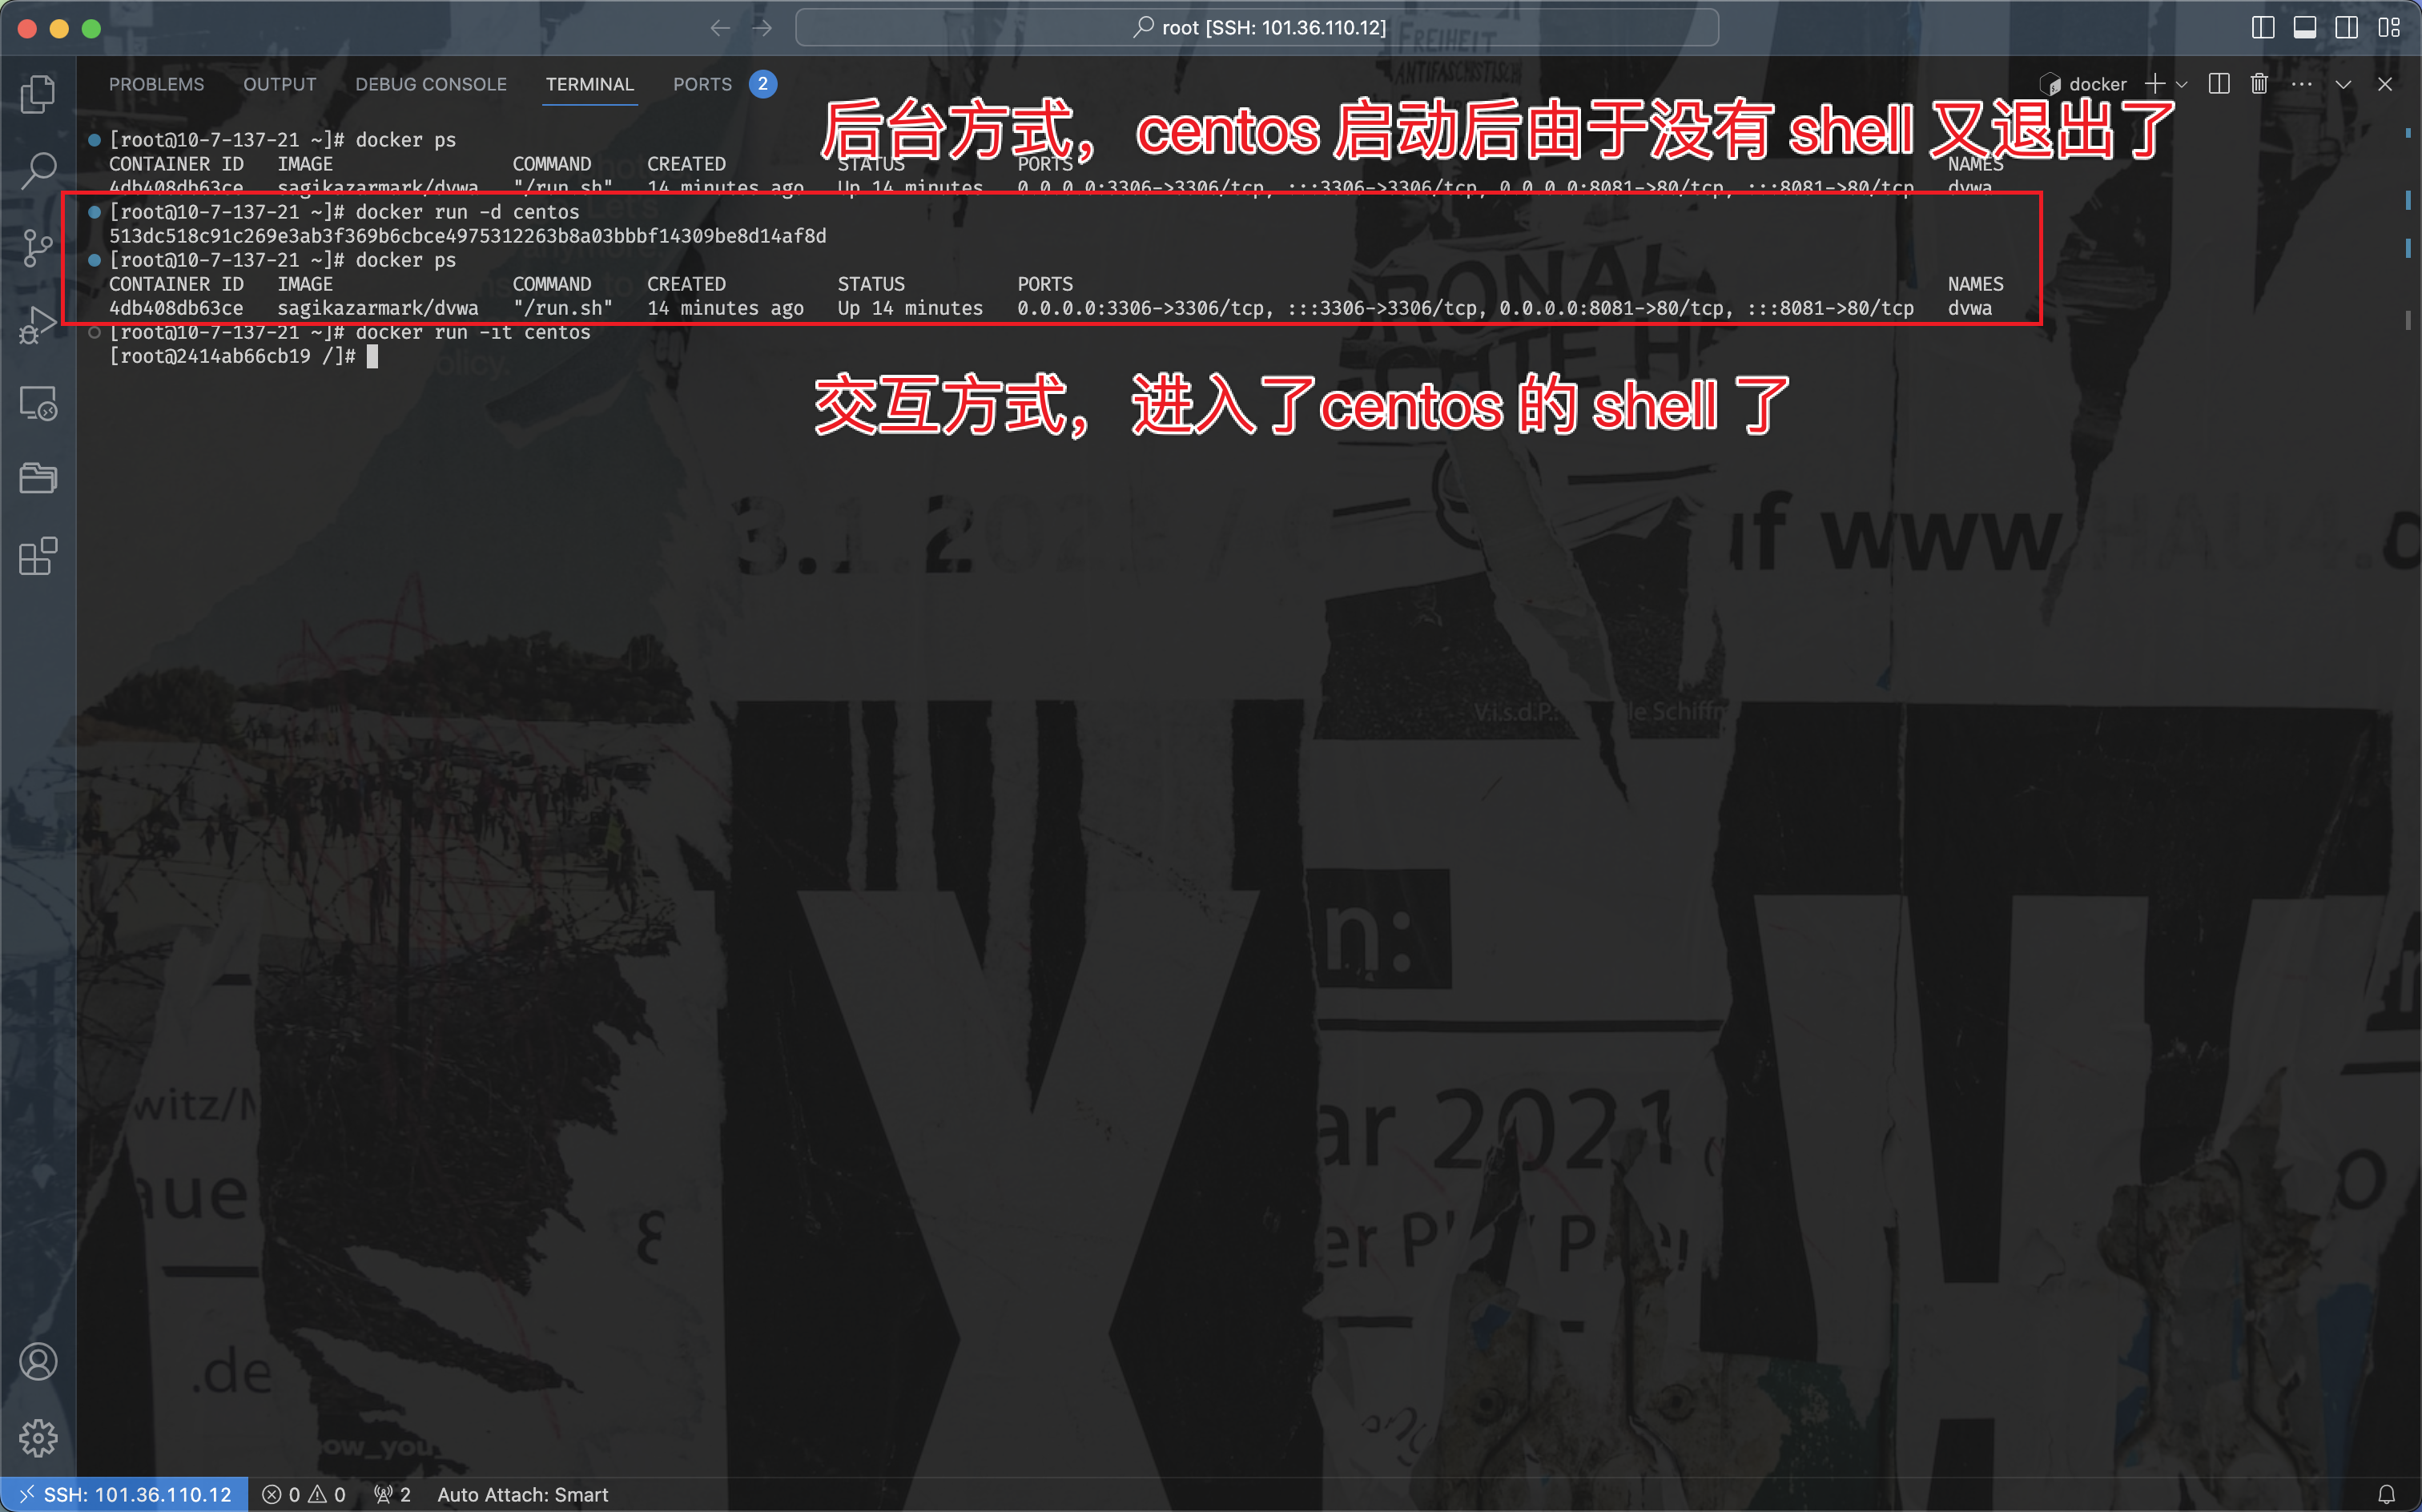 root [SSH: 101.36.110.12]
PROBLEMS OUTPUT DEBUG CONSOLE TERMINAL PORTS 2
docker
后台方式，centos 启动后由于没有 shell 又退出了
[root@10-7-137-21 ~]# docker ps
CONTAINER ID IMAGE COMMAND CREATED STATUS PORTS NAMES
4db408db63ce sagikazarmark/dvwa "/run.sh" 14 minutes ago Up 14 minutes 0.0.0.0:3306->3306/tcp, :::3306->3306/tcp, 0.0.0.0:8081->80/tcp, :::8081->80/tcp dvwa
[root@10-7-137-21 ~]# docker run -d centos
513dc518c91c269e3ab3f369b6cbce4975312263b8a03bbbf14309be8d14af8d
[root@10-7-137-21 ~]# docker ps
CONTAINER ID IMAGE COMMAND CREATED STATUS PORTS NAMES
4db408db63ce sagikazarmark/dvwa "/run.sh" 14 minutes ago Up 14 minutes 0.0.0.0:3306->3306/tcp, :::3306->3306/tcp, 0.0.0.0:8081->80/tcp, :::8081->80/tcp dvwa
[root@10-7-137-21 ~]# docker run -it centos
[root@2414ab66cb19 /]#
交互方式，进入了centos 的 shell 了
FREIHEIT
policy.
www
n:
2021
.de
SSH: 101.36.110.12 0 0 2 Auto Attach: Smart